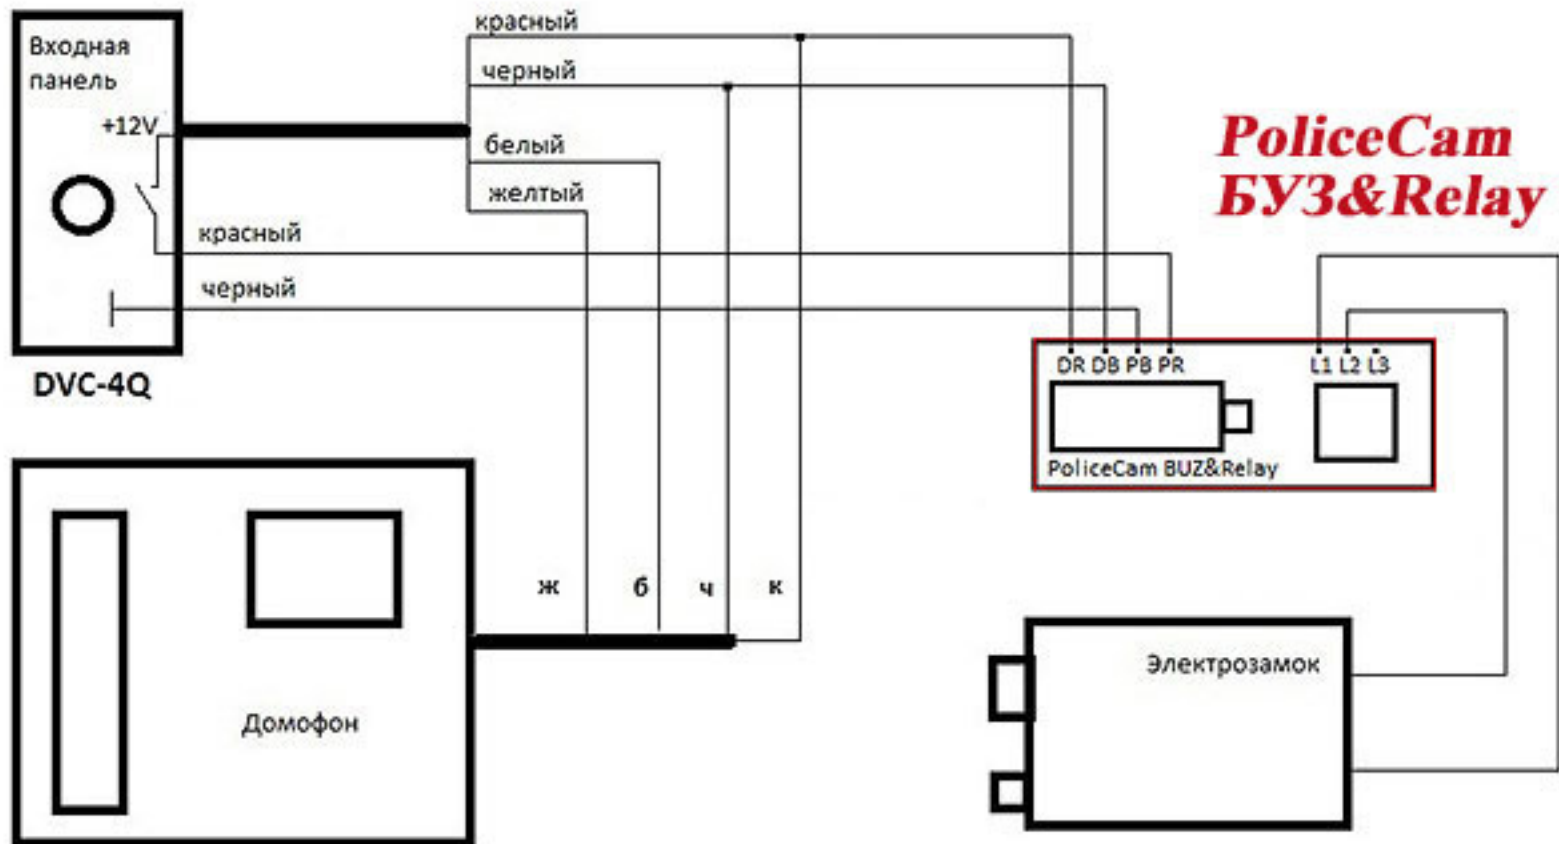 Входная
панель
+12V
красный
черный
белый
желтый
красный
черный
DVC-4Q
PoliceCam
БУЗ&Relay
DR DB PB PR
L1 L2 L3
PoliceCam BUZ&Relay
ж б ч к
Домофон
Электрозамок